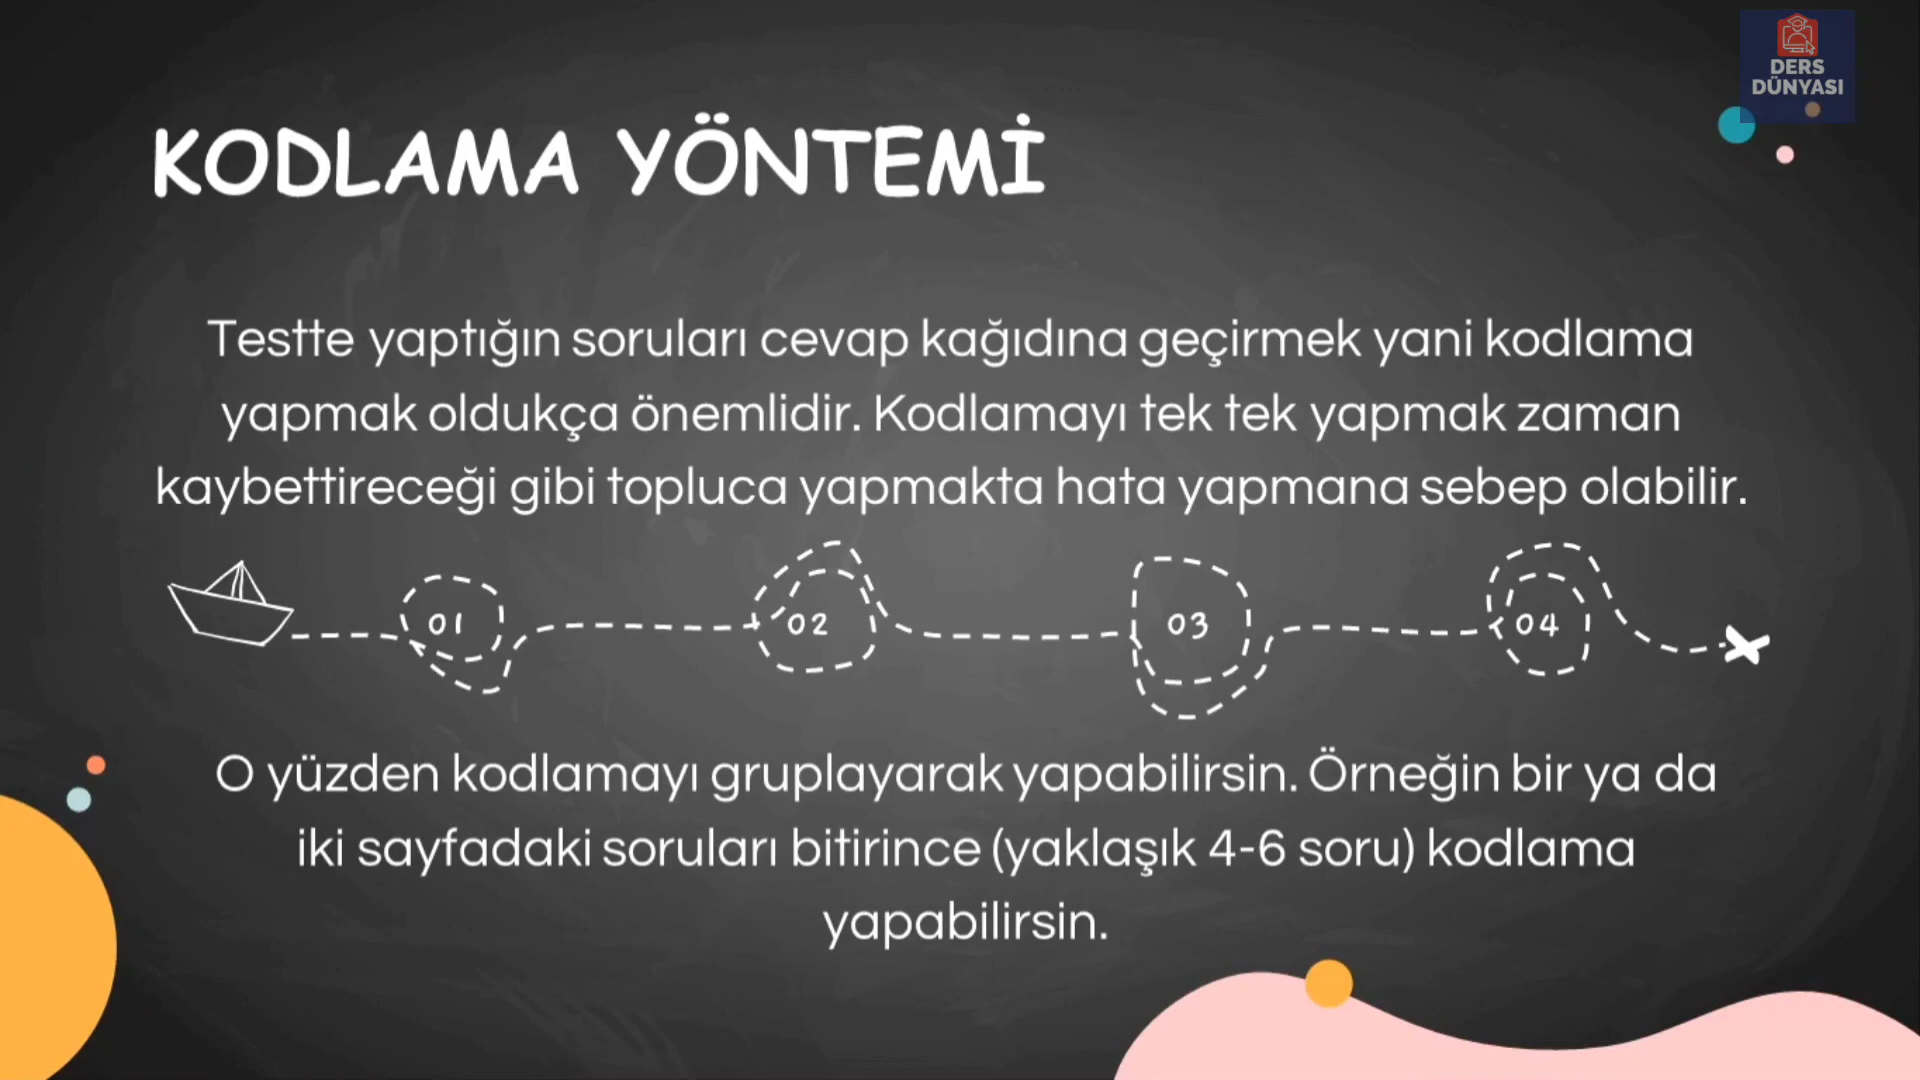 DERS
DÜNYASI
KODLAMA YÖNTEMİ
Testte yaptığın soruları cevap kağıdına geçirmek yani kodlama
yapmak oldukça önemlidir. Kodlamayı tek tek yapmak zaman
kaybettireceği gibi topluca yapmakta hata yapmana sebep olabilir.
01 02 03 04
O yüzden kodlamayı gruplayarak yapabilirsin. Örneğin bir ya da
iki sayfadaki soruları bitirince (yaklaşık 4-6 soru) kodlama
yapabilirsin.